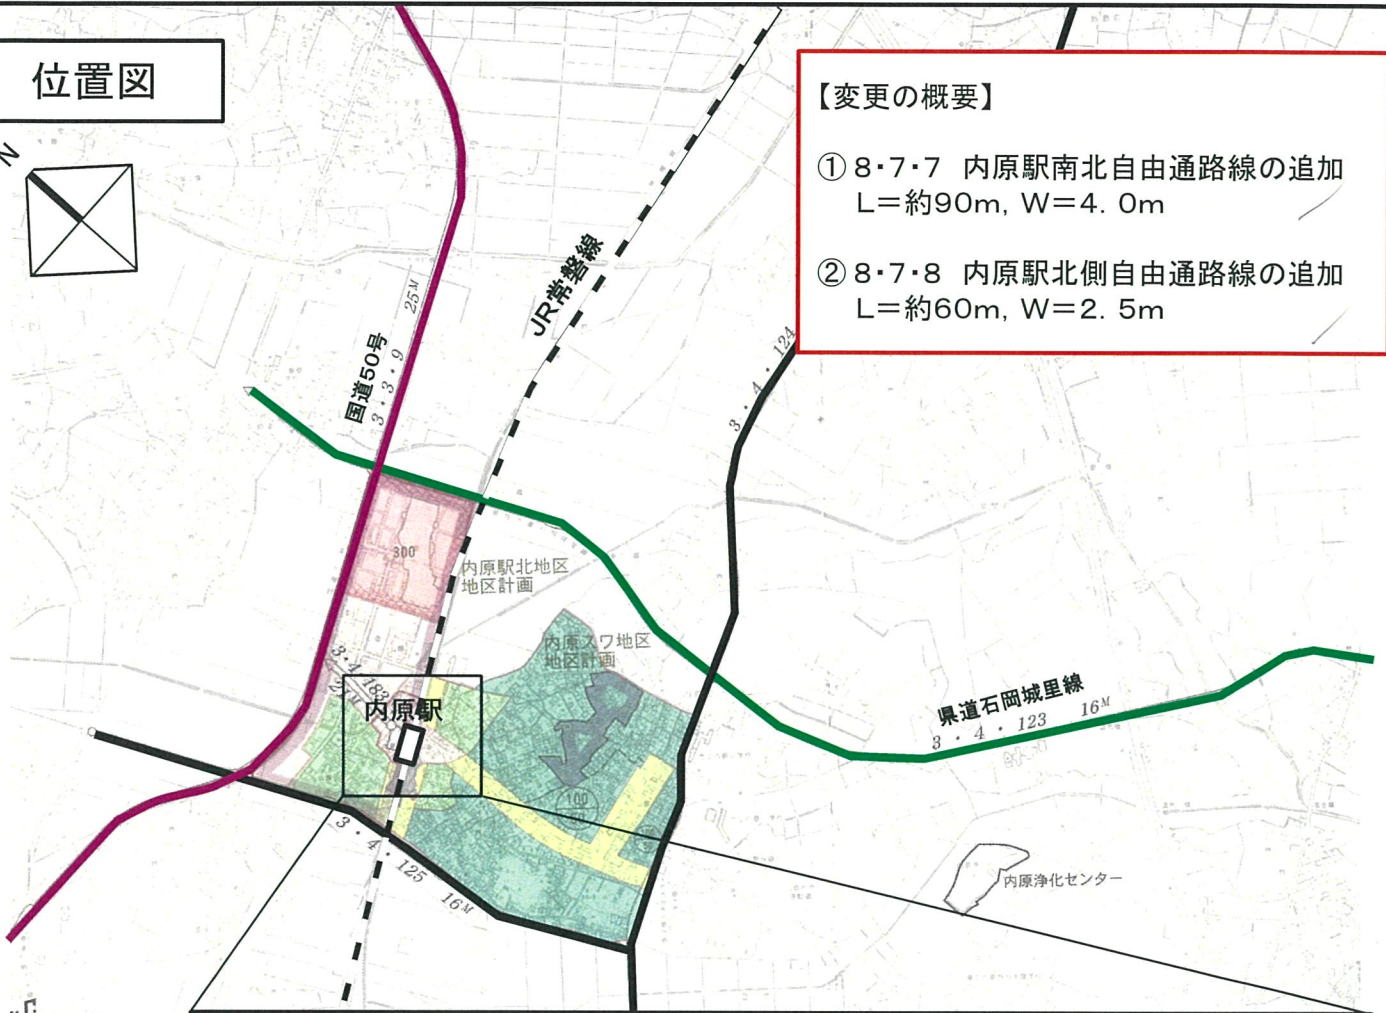 位置図
N
【変更の概要】
① 8・7・7 内原駅南北自由通路線の追加
L＝約90m, W＝4. 0m
② 8・7・8 内原駅北側自由通路線の追加
L＝約60m, W＝2. 5m
JR常磐線
国道50号
3・3・9 25M
3・4・124
300
内原駅北地区
地区計画
内原スワ地区
地区計画
3・4・183
内原駅
100
県道石岡城里線
3・4・123 16M
3・4・125 16M
内原浄化センター